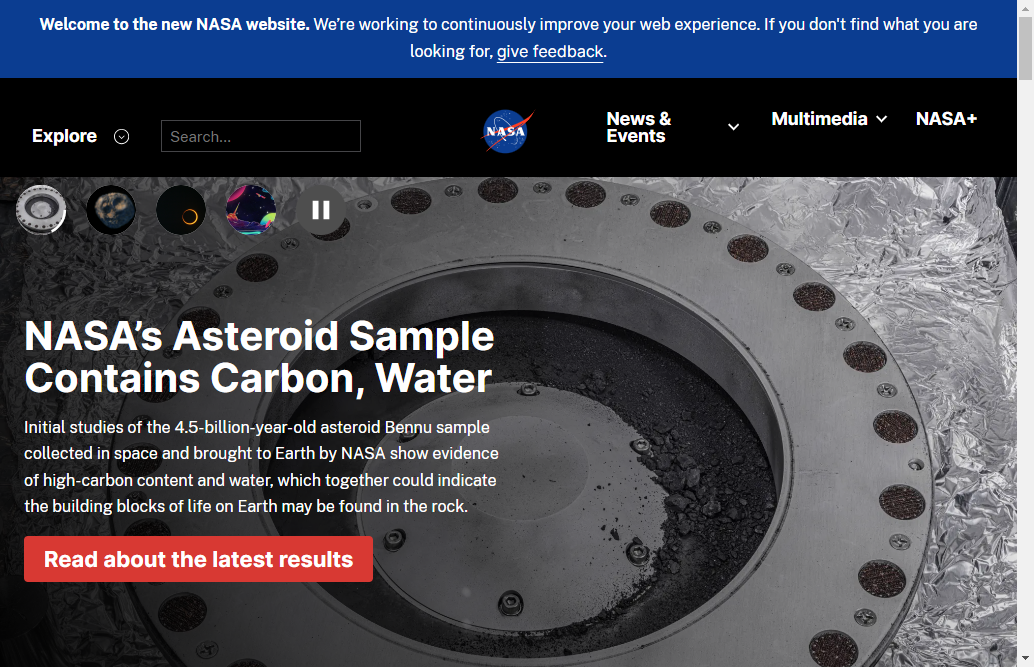 Welcome to the new NASA website. We’re working to continuously improve your web experience. If you don't find what you are
looking for, give feedback.
Explore
Search...
NASA
News &
Events
Multimedia
NASA+
NASA’s Asteroid Sample
Contains Carbon, Water
Initial studies of the 4.5-billion-year-old asteroid Bennu sample
collected in space and brought to Earth by NASA show evidence
of high-carbon content and water, which together could indicate
the building blocks of life on Earth may be found in the rock.
Read about the latest results